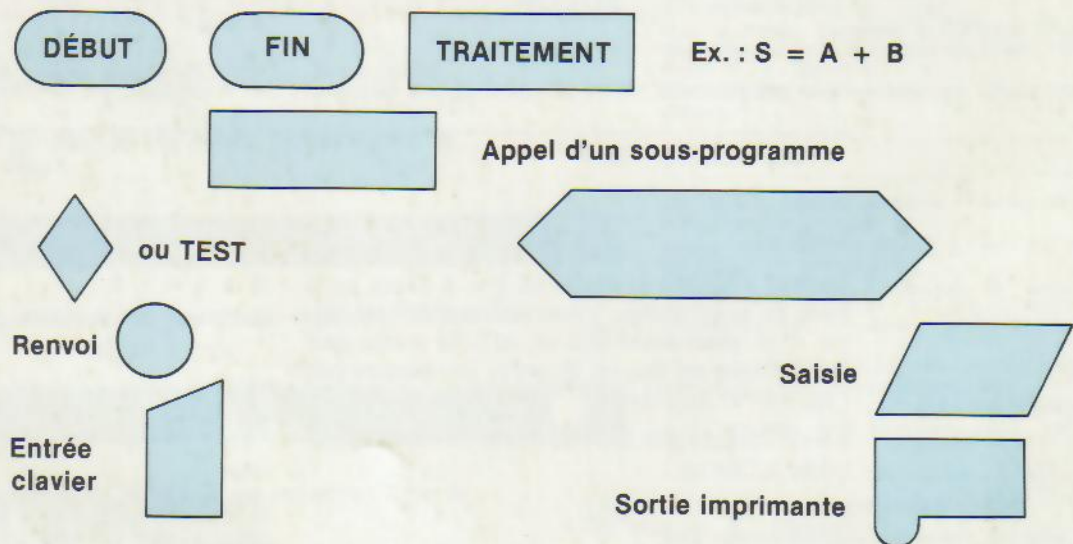 DÉBUT FIN TRAITEMENT Ex. : S = A + B
Appel d'un sous-programme
ou TEST
Renvoi
Saisie
Entrée
clavier
Sortie imprimante